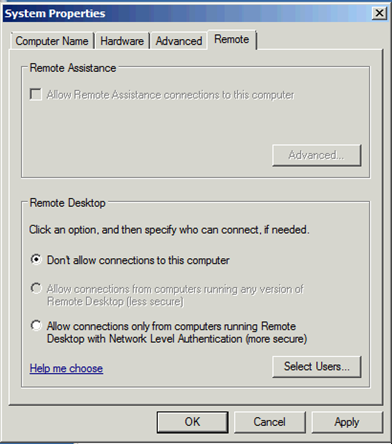 System Properties
Computer Name Hardware Advanced Remote
Remote Assistance
Allow Remote Assistance connections to this computer
Advanced...
Remote Desktop
Click an option, and then specify who can connect, if needed.
Don't allow connections to this computer
Allow connections from computers running any version of
Remote Desktop (less secure)
Allow connections only from computers running Remote
Desktop with Network Level Authentication (more secure)
Help me choose Select Users...
OK Cancel Apply